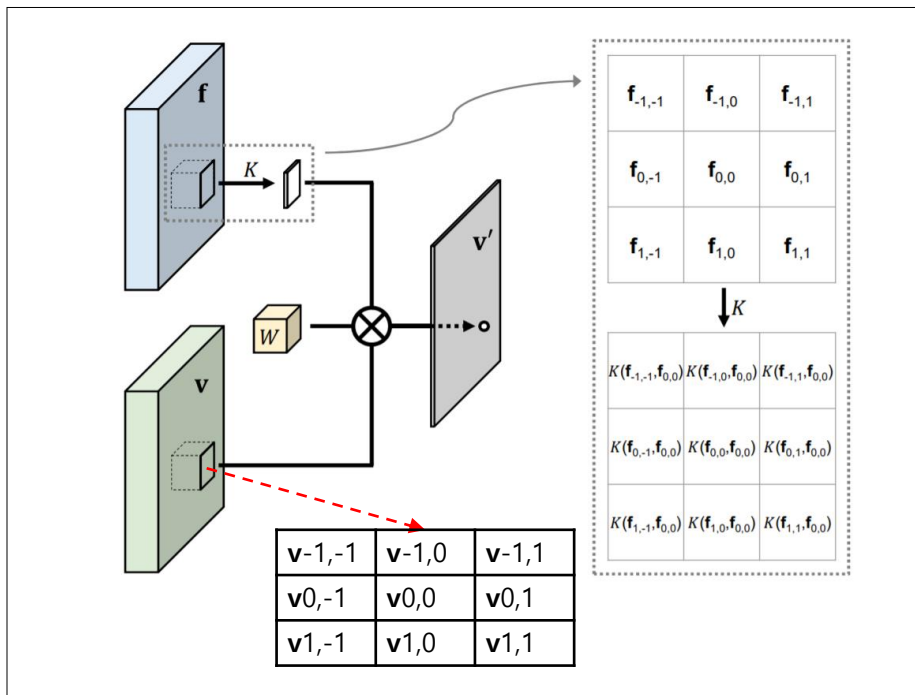 f
K
v′
W
v
f-1,-1 f-1,0 f-1,1
f0,-1 f0,0 f0,1
f1,-1 f1,0 f1,1
K
K(f-1,-1,f0,0) K(f-1,0,f0,0) K(f-1,1,f0,0)
K(f0,-1,f0,0) K(f0,0,f0,0) K(f0,1,f0,0)
K(f1,-1,f0,0) K(f1,0,f0,0) K(f1,1,f0,0)
v-1,-1 v-1,0 v-1,1
v0,-1 v0,0 v0,1
v1,-1 v1,0 v1,1